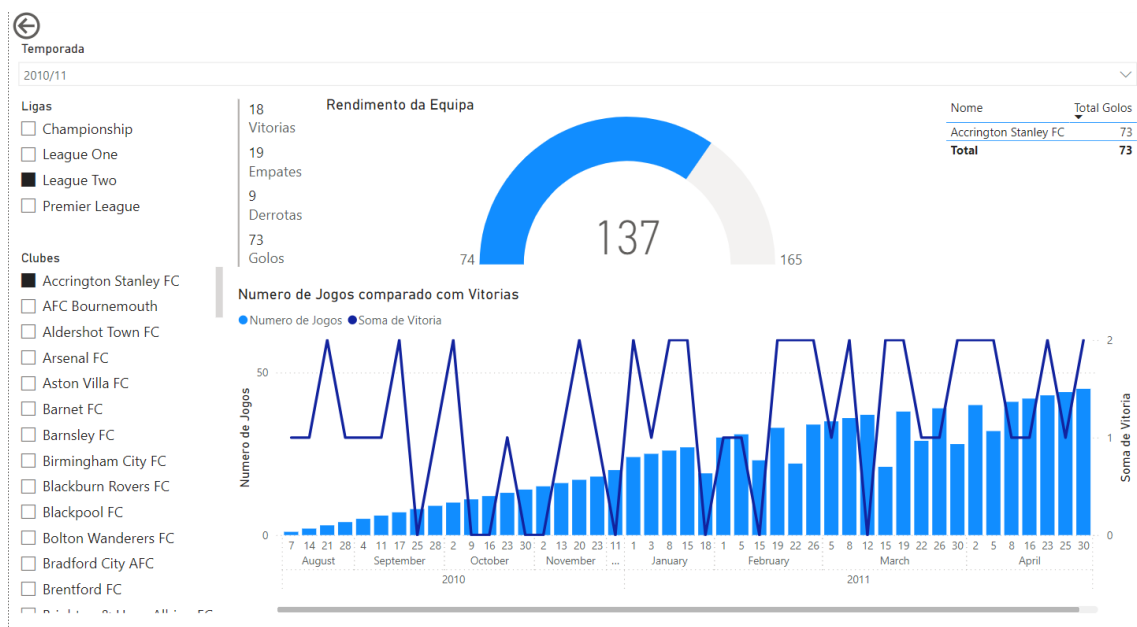 Temporada
2010/11
Ligas
Championship
League One
League Two
Premier League
Clubes
Accrington Stanley FC
AFC Bournemouth
Aldershot Town FC
Arsenal FC
Aston Villa FC
Barnet FC
Barnsley FC
Birmingham City FC
Blackburn Rovers FC
Blackpool FC
Bolton Wanderers FC
Bradford City AFC
Brentford FC
18
Vitorias
19
Empates
9
Derrotas
73
Golos
Rendimento da Equipa
137
74
165
Nome Total Golos
Accrington Stanley FC 73
Total 73
Numero de Jogos comparado com Vitorias
Numero de Jogos Soma de Vitoria
Numero de Jogos
50
0
2
1
0
Soma de Vitoria
7 14 21 28 4 11 17 25 28 2 9 16 23 30 2 13 20 23 11 1 3 8 15 18 1 5 15 19 22 26 5 8 12 15 19 22 26 30 2 5 8 16 23 25 30
August September October November ... January February March April
2010 2011